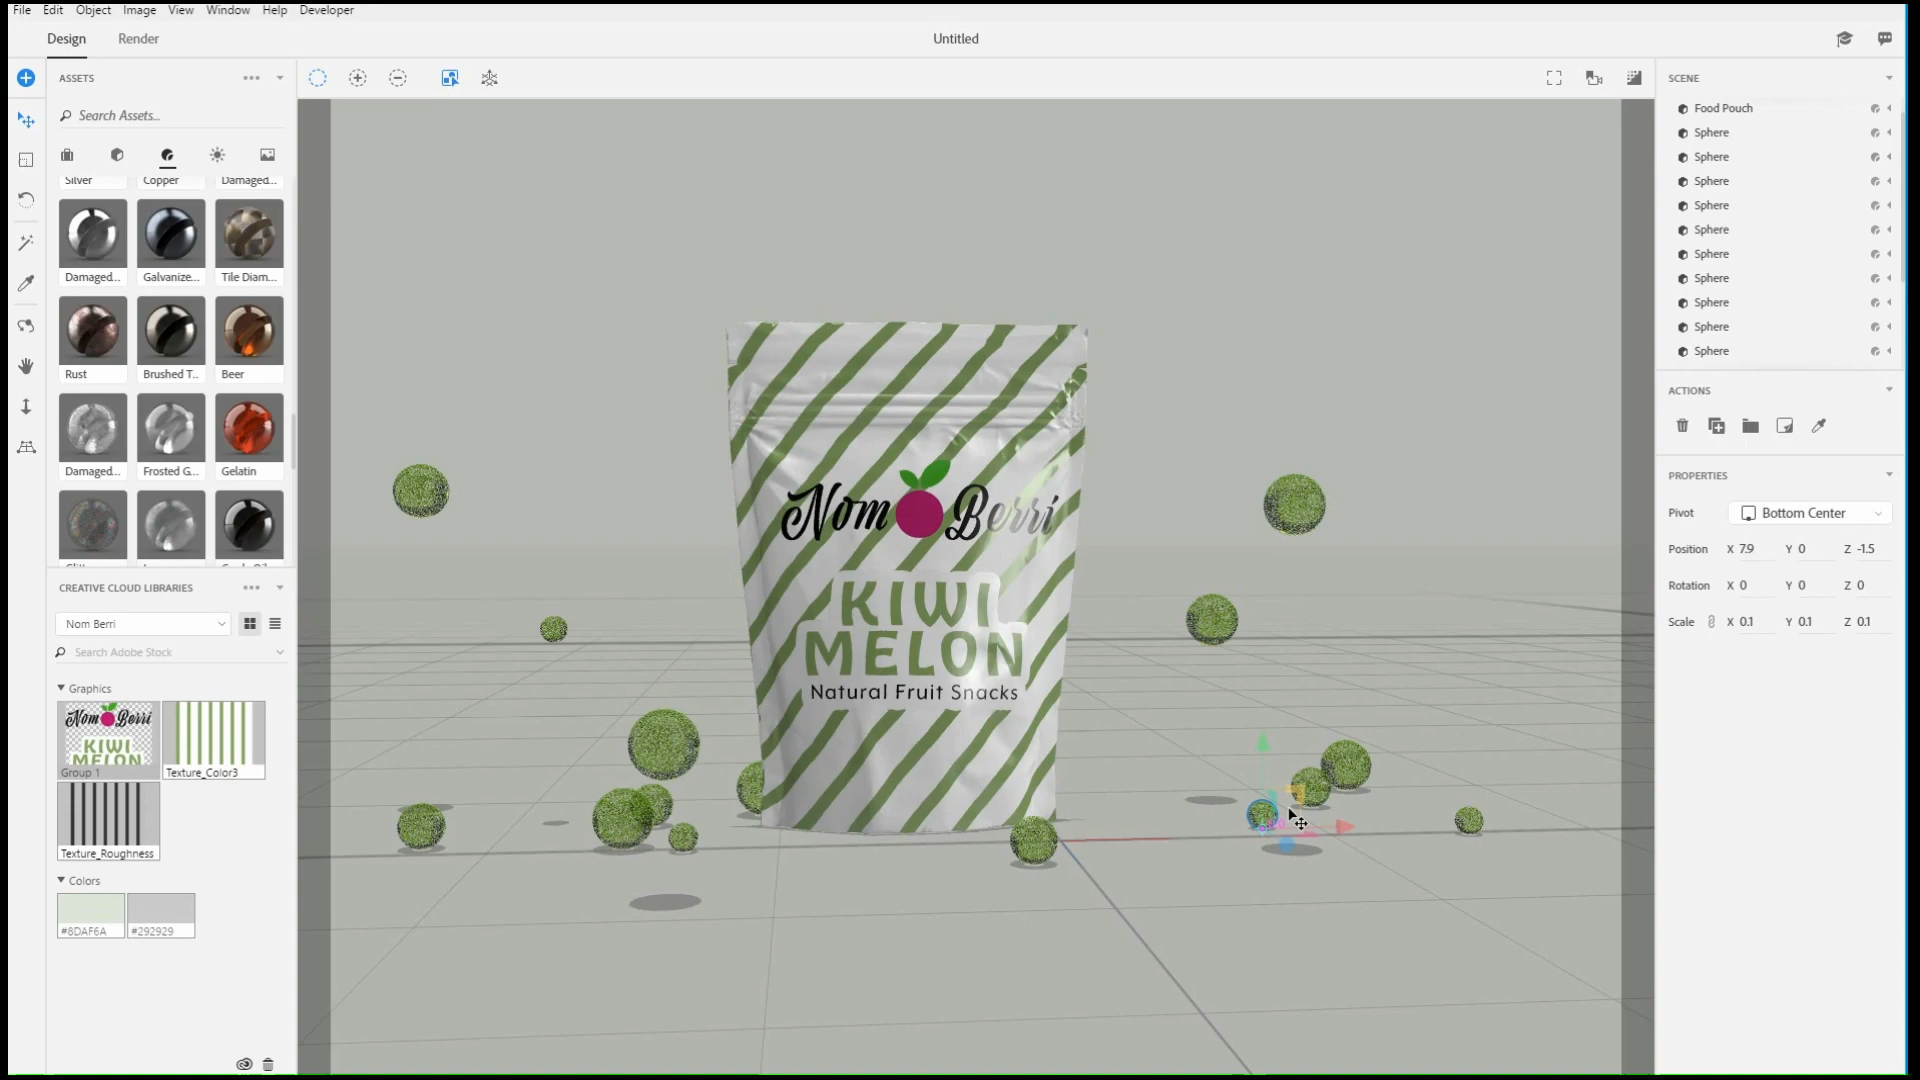 File Edit Object Image View Window Help Developer
Design Render Untitled
ASSETS
Search Assets...
Silver Copper Damaged...
Damaged... Galvanize... Tile Diam...
Rust Brushed T... Beer
Damaged... Frosted G... Gelatin
CREATIVE CLOUD LIBRARIES
Nom Berri
Search Adobe Stock
Graphics
Nom Berri
KIWI
MELON
Group 1 Texture_Color3
Texture_Roughness
Colors
#8DAF6A #292929
Nom Berri
KIWI
MELON
Natural Fruit Snacks
SCENE
Food Pouch
Sphere
Sphere
Sphere
Sphere
Sphere
Sphere
Sphere
Sphere
Sphere
Sphere
ACTIONS
PROPERTIES
Pivot Bottom Center
Position X 7.9 Y 0 Z -1.5
Rotation X 0 Y 0 Z 0
Scale X 0.1 Y 0.1 Z 0.1